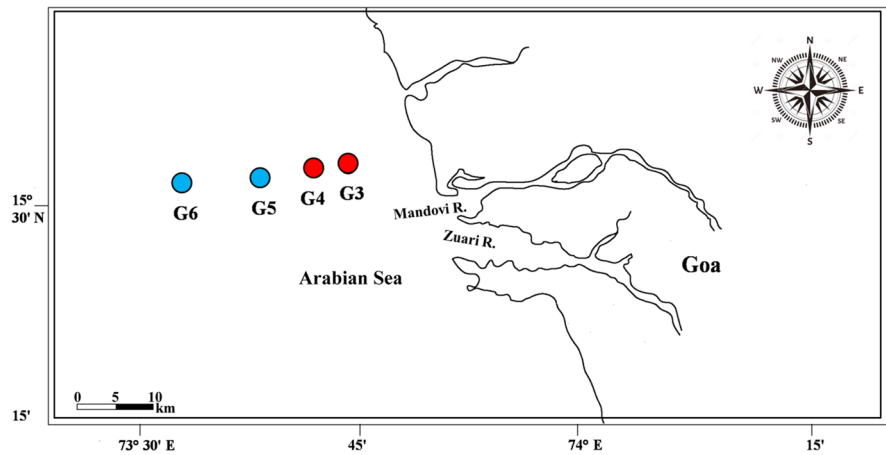 N
NW NE
W E
SW SE
S
G6 G5 G4 G3
15°
30' N
Mandovi R.
Zuari R.
Goa
Arabian Sea
0 5 10
km
15'
73° 30' E 45' 74° E 15'